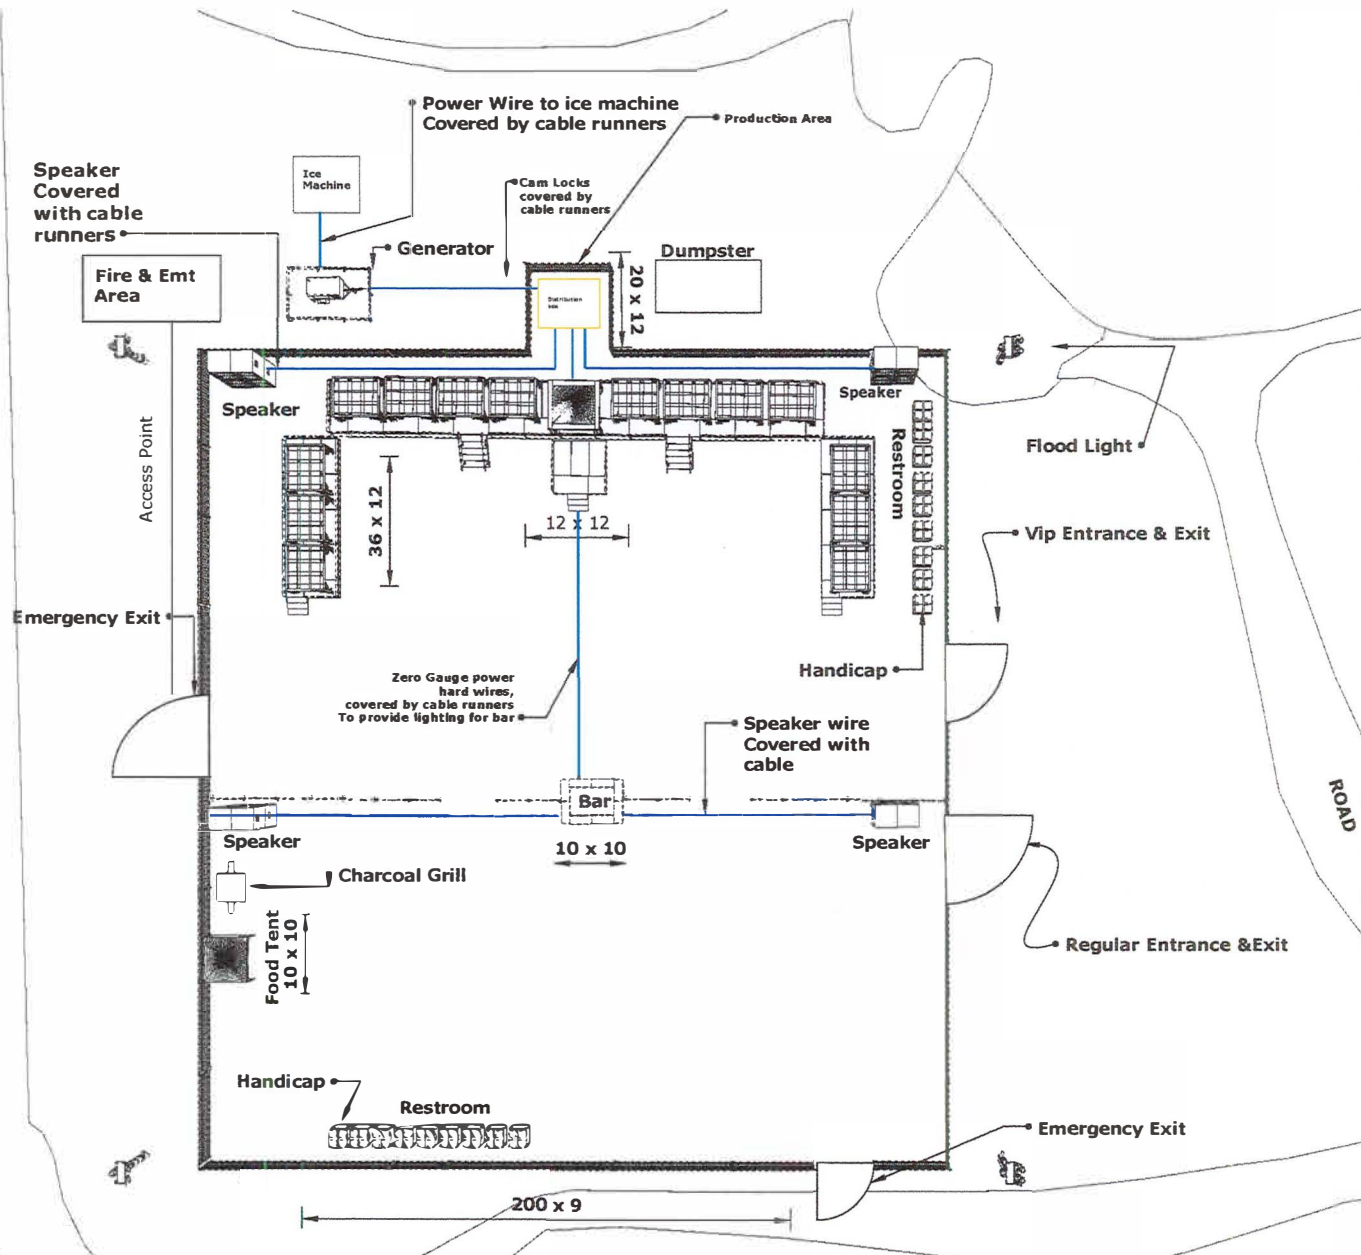 Power Wire to ice machine
Covered by cable runners
Production Area
Speaker
Covered
with cable
runners
Ice
Machine
Cam Locks
covered by
cable runners
Generator
Dumpster
Fire & Emt
Area
Distribution
box
20 x 12
Speaker
Speaker
Flood Light
Access Point
Restroom
36 x 12
12 x 12
Vip Entrance & Exit
Emergency Exit
Handicap
Zero Gauge power
hard wires,
covered by cable runners
To provide lighting for bar
Speaker wire
Covered with
cable
Bar
ROAD
Speaker
10 x 10
Speaker
Charcoal Grill
Food Tent
10 x 10
Regular Entrance &Exit
Handicap
Restroom
Emergency Exit
200 x 9